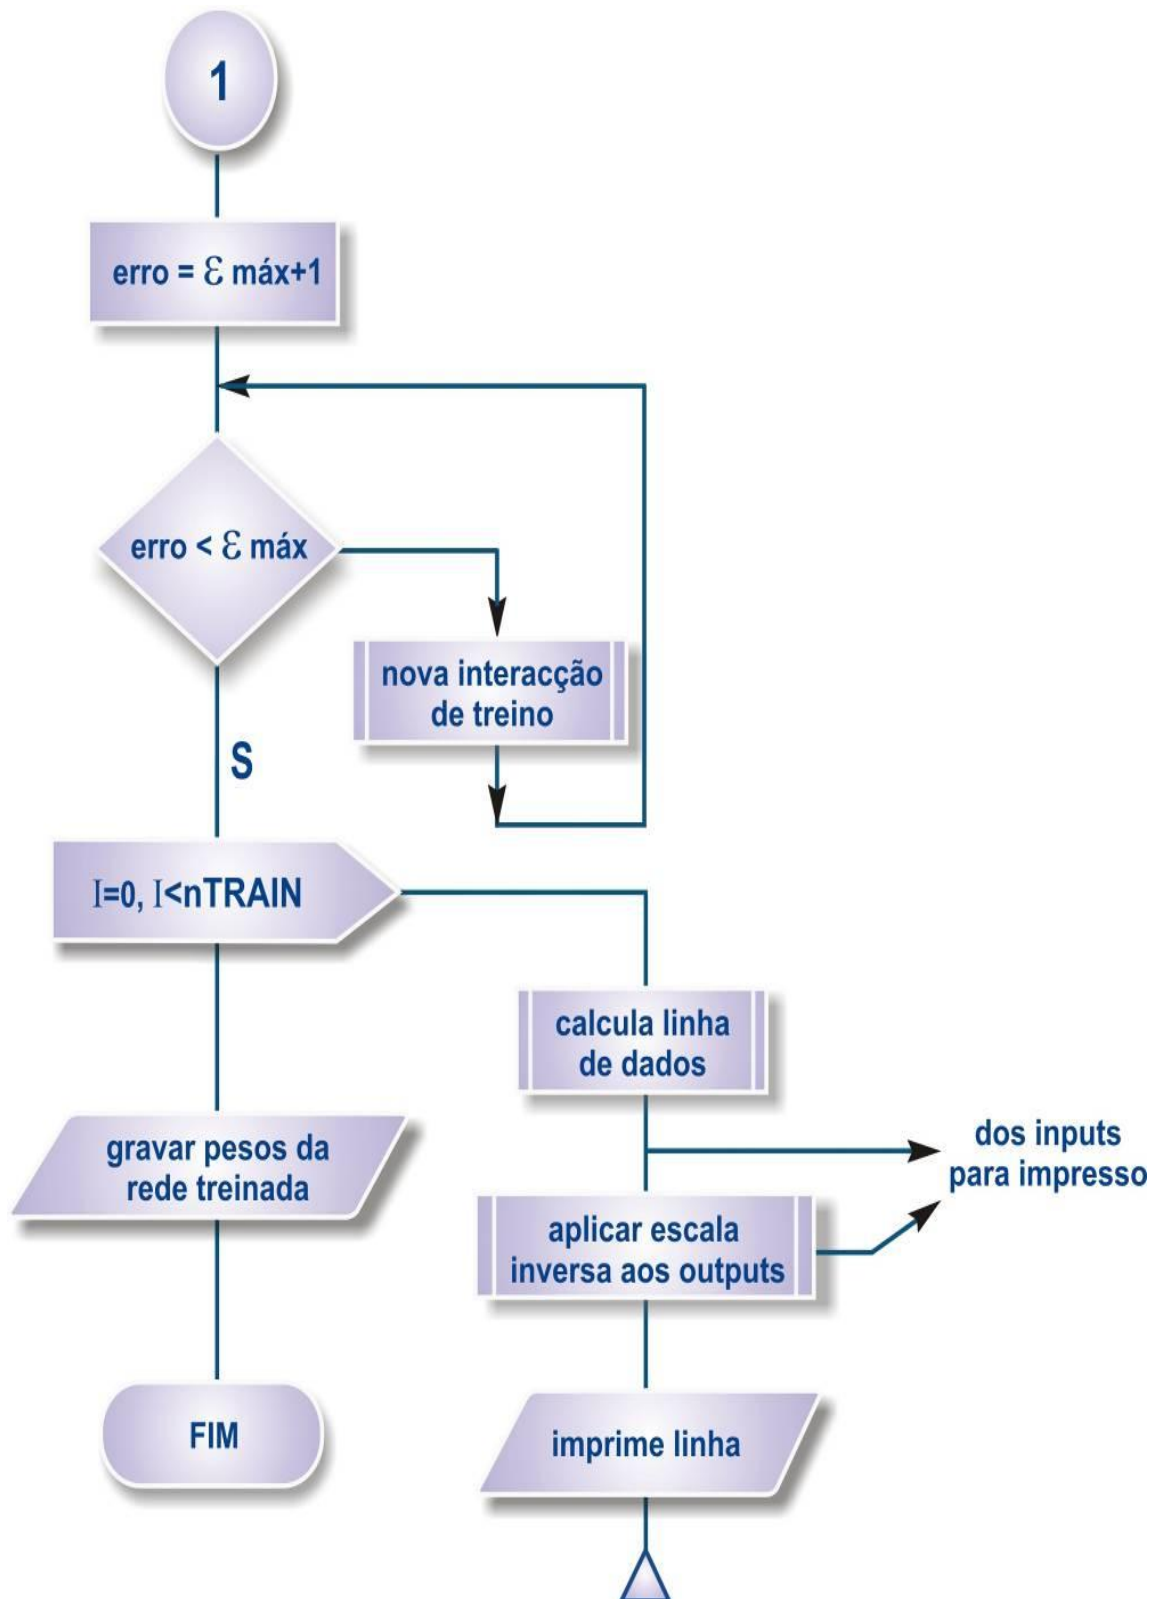 1
erro = Ɛ máx+1
erro < Ɛ máx
nova interacção
de treino
S
I=0, I<nTRAIN
calcula linha
de dados
dos inputs
para impresso
gravar pesos da
rede treinada
aplicar escala
inversa aos outputs
FIM
imprime linha